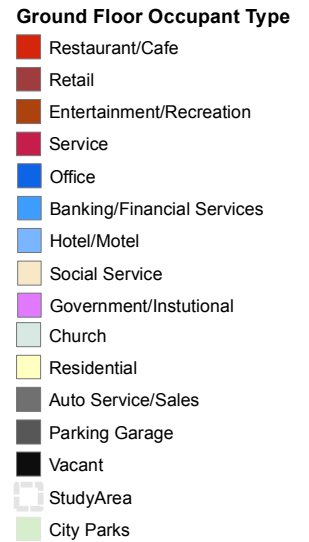 Ground Floor Occupant Type
Restaurant/Cafe
Retail
Entertainment/Recreation
Service
Office
Banking/Financial Services
Hotel/Motel
Social Service
Government/Instutional
Church
Residential
Auto Service/Sales
Parking Garage
Vacant
StudyArea
City Parks